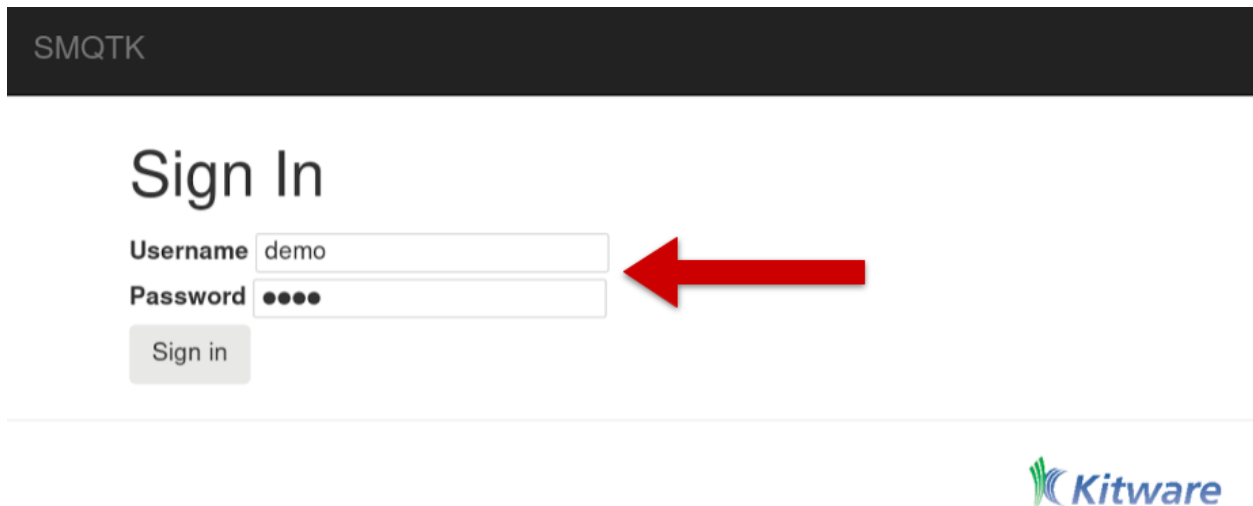 SMQTK
Sign In
Username demo
Password ●●●●
Sign in
Kitware